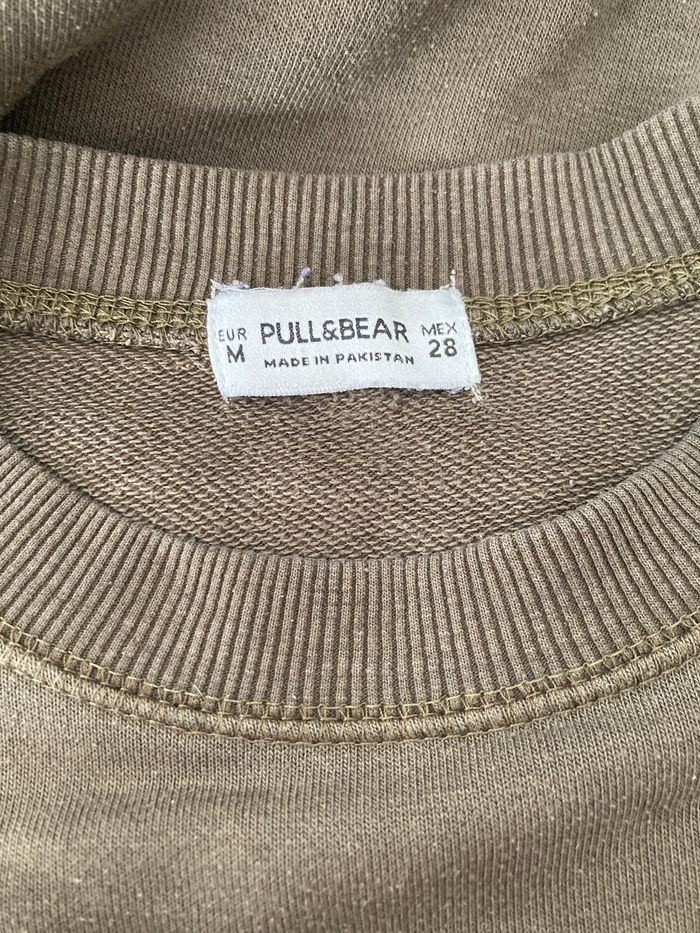 EUR M
PULL&BEAR
MADE IN PAKISTAN
MEX 28